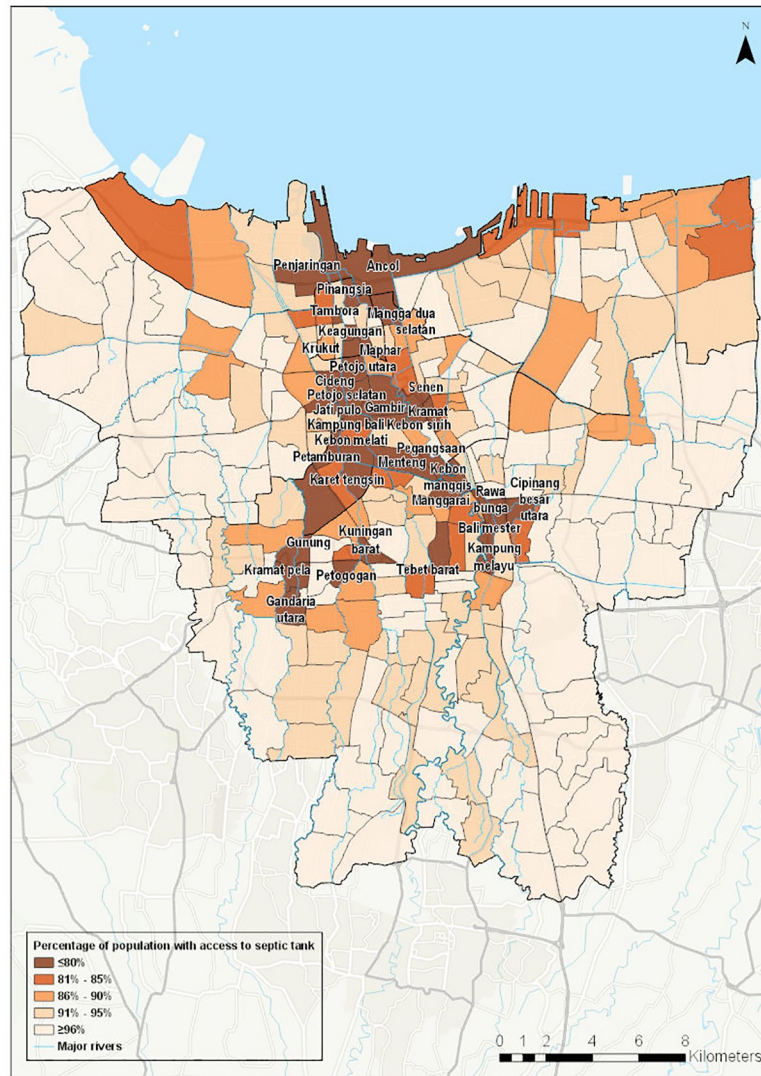 N
Penjaringan
Ancol
Pinangsia
Tambora
Mangga dua
selatan
Keagungan
Krukut
Maphar
Petojo utara
Cideng
Senen
Petojo selatan
Jati pulo
Gambir
Kramat
Kampung bali
Kebon sirih
Kebon melati
Pegangsaan
Petamburan
Menteng
Kebon
manggis
Karet tengsin
Manggarai
Rawa
bunga
Cipinang
besar
utara
Bali mester
Kuningan
barat
Gunung
Kampung
melayu
Kramat pela
Petogogan
Tebet barat
Gandaria
utara
Percentage of population with access to septic tank
≤80%
81% - 85%
86% - 90%
91% - 95%
≥96%
Major rivers
0 1 2 4 6 8
Kilometers